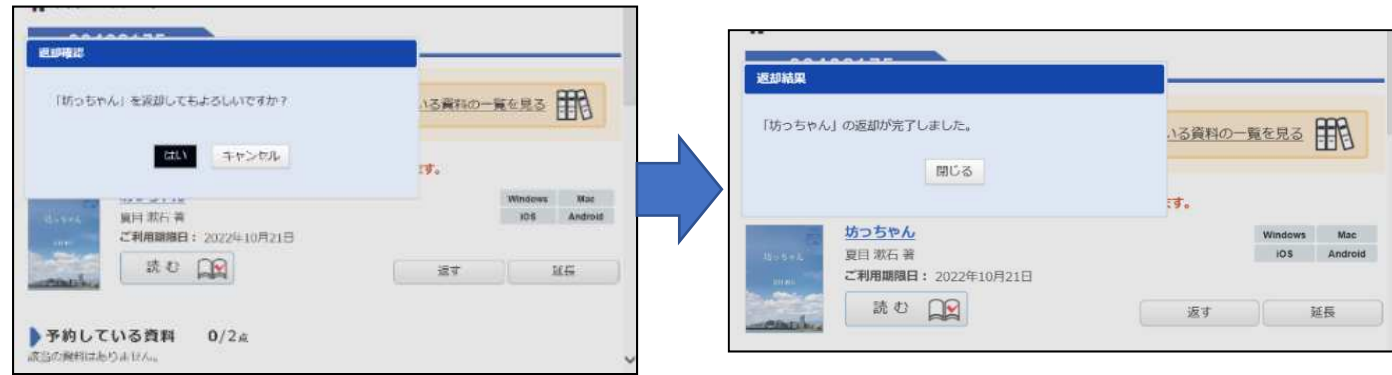 返却確認
「坊っちゃん」を返却してもよろしいですか?
はい キャンセル
いる資料の一覧を見る
ます。
夏目 漱石 著
ご利用期限日: 2022年10月21日
Windows Mac
iOS Android
読む
返す 延長
予約している資料 0/2点
該当の資料はありません。
返却結果
「坊っちゃん」の返却が完了しました。
閉じる
いる資料の一覧を見る
ます。
坊っちゃん
夏目 漱石 著
ご利用期限日: 2022年10月21日
Windows Mac
iOS Android
読む
返す 延長